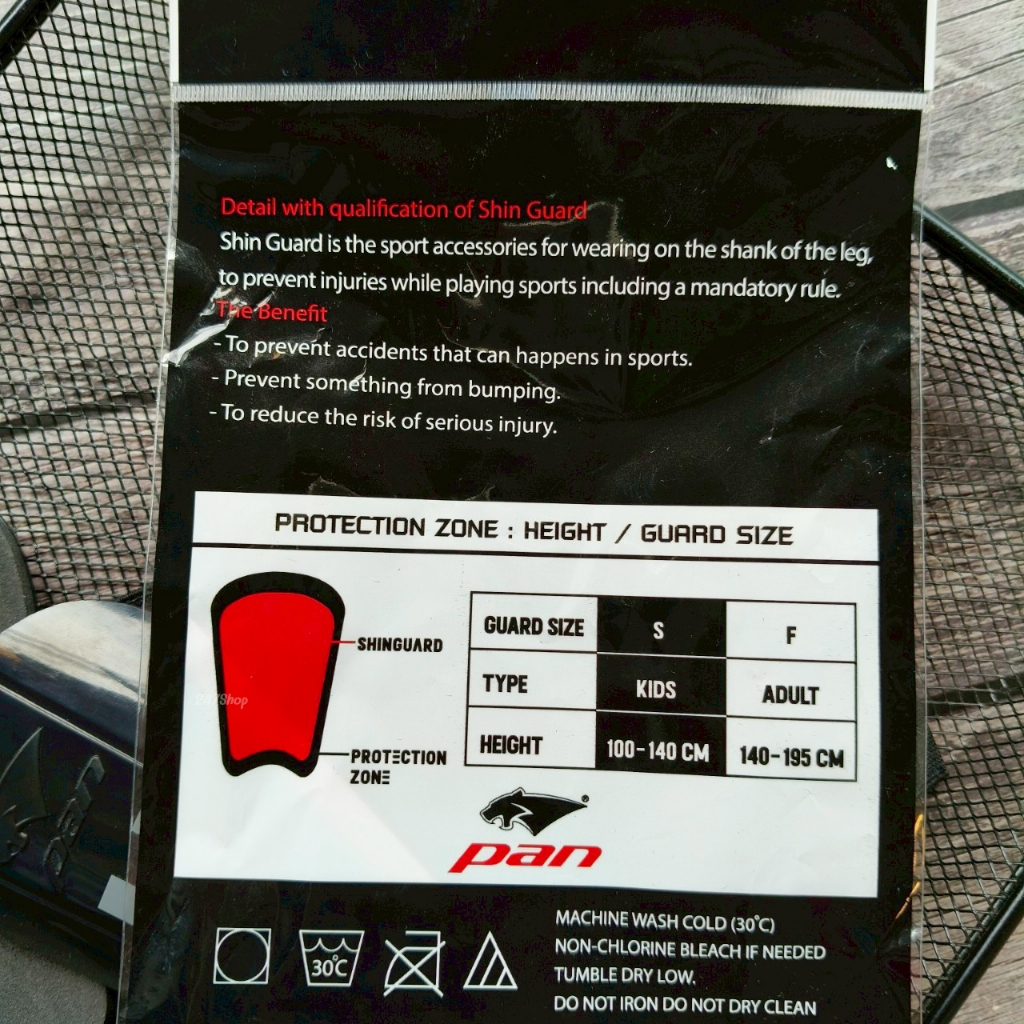 Detail with qualification of Shin Guard
Shin Guard is the sport accessories for wearing on the shank of the leg,
to prevent injuries while playing sports including a mandatory rule.
The Benefit
- To prevent accidents that can happens in sports.
- Prevent something from bumping.
- To reduce the risk of serious injury.
PROTECTION ZONE : HEIGHT / GUARD SIZE
SHINGUARD
PROTECTION
ZONE
GUARD SIZE S F
TYPE KIDS ADULT
HEIGHT 100-140 CM 140-195 CM
pan
30°C
MACHINE WASH COLD (30°C)
NON-CHLORINE BLEACH IF NEEDED
TUMBLE DRY LOW.
DO NOT IRON DO NOT DRY CLEAN